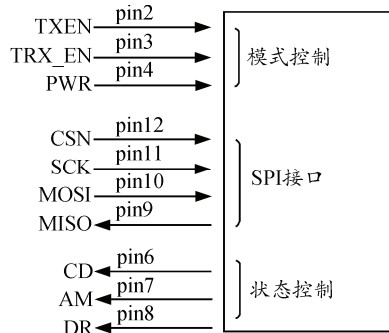 TXEN pin2
TRX_EN pin3
PWR pin4
模式控制
CSN pin12
SCK pin11
MOSI pin10
MISO pin9
SPI接口
CD pin6
AM pin7
DR pin8
状态控制